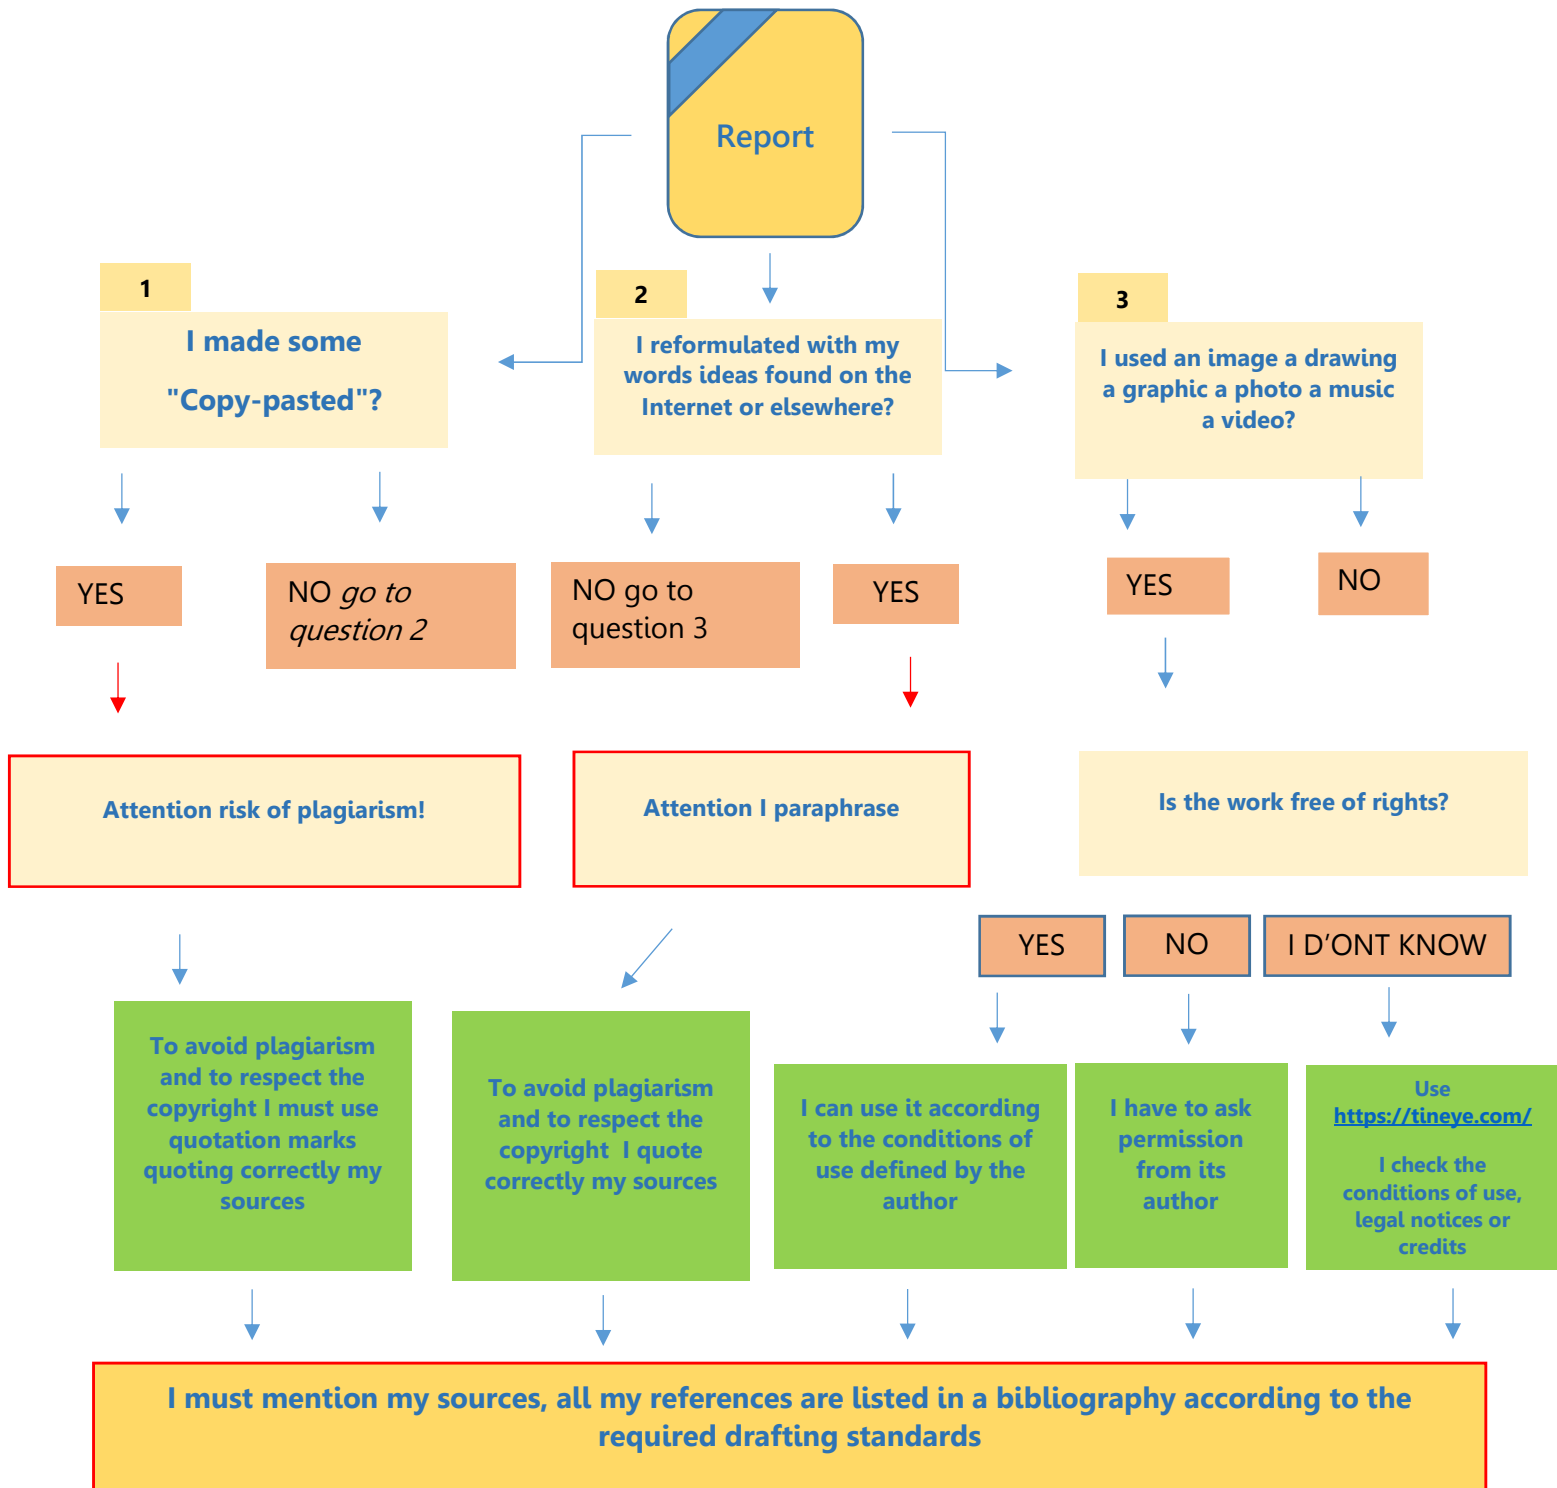 Report
1
I made some
"Copy-pasted"?
2
I reformulated with my
words ideas found on the
Internet or elsewhere?
3
I used an image a drawing
a graphic a photo a music
a video?
YES
NO go to
question 2
NO go to
question 3
YES
YES
NO
Attention risk of plagiarism!
Attention I paraphrase
Is the work free of rights?
YES
NO
I D’ONT KNOW
To avoid plagiarism
and to respect the
copyright I must use
quotation marks
quoting correctly my
sources
To avoid plagiarism
and to respect the
copyright  I quote
correctly my sources
I can use it according
to the conditions of
use defined by the
author
I have to ask
permission
from its
author
Use
https://tineye.com/
I check the
conditions of use,
legal notices or
credits
I must mention my sources, all my references are listed in a bibliography according to the
required drafting standards